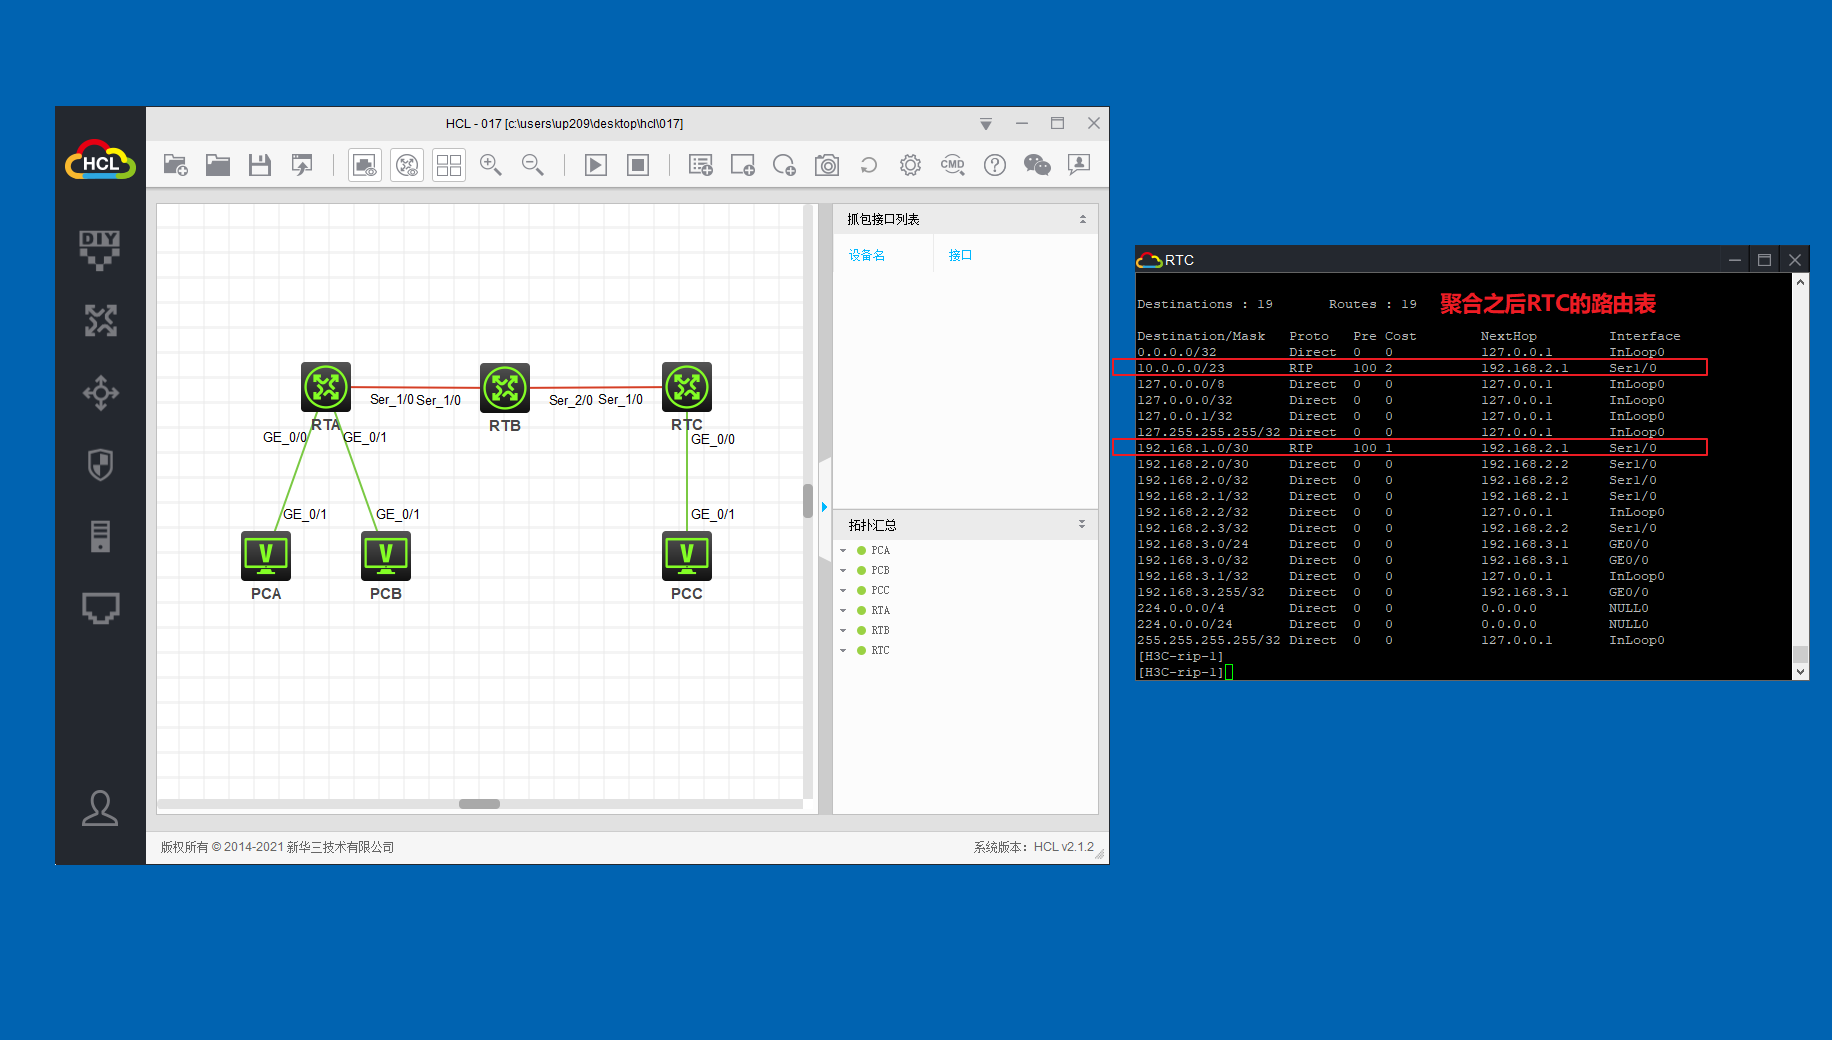 HCL - 017 [c:\users\up209\desktop\hcl\017]
HCL
CMD
DIY
抓包接口列表
设备名 接口
Ser_1/0 Ser_1/0 Ser_2/0 Ser_1/0
RTA RTB RTC
GE_0/0 GE_0/1 GE_0/0
GE_0/1 GE_0/1 GE_0/1
V V V
PCA PCB PCC
拓扑汇总
PCA
PCB
PCC
RTA
RTB
RTC
版权所有 © 2014-2021 新华三技术有限公司
系统版本：HCL v2.1.2
RTC
Destinations : 19 Routes : 19 聚合之后RTC的路由表
Destination/Mask Proto Pre Cost NextHop Interface
0.0.0.0/32 Direct 0 0 127.0.0.1 InLoop0
10.0.0.0/23 RIP 100 2 192.168.2.1 Ser1/0
127.0.0.0/8 Direct 0 0 127.0.0.1 InLoop0
127.0.0.0/32 Direct 0 0 127.0.0.1 InLoop0
127.0.0.1/32 Direct 0 0 127.0.0.1 InLoop0
127.255.255.255/32 Direct 0 0 127.0.0.1 InLoop0
192.168.1.0/30 RIP 100 1 192.168.2.1 Ser1/0
192.168.2.0/30 Direct 0 0 192.168.2.2 Ser1/0
192.168.2.0/32 Direct 0 0 192.168.2.2 Ser1/0
192.168.2.1/32 Direct 0 0 192.168.2.1 Ser1/0
192.168.2.2/32 Direct 0 0 127.0.0.1 InLoop0
192.168.2.3/32 Direct 0 0 192.168.2.2 Ser1/0
192.168.3.0/24 Direct 0 0 192.168.3.1 GE0/0
192.168.3.0/32 Direct 0 0 192.168.3.1 GE0/0
192.168.3.1/32 Direct 0 0 127.0.0.1 InLoop0
192.168.3.255/32 Direct 0 0 192.168.3.1 GE0/0
224.0.0.0/4 Direct 0 0 0.0.0.0 NULL0
224.0.0.0/24 Direct 0 0 0.0.0.0 NULL0
255.255.255.255/32 Direct 0 0 127.0.0.1 InLoop0
[H3C-rip-1]
[H3C-rip-1]